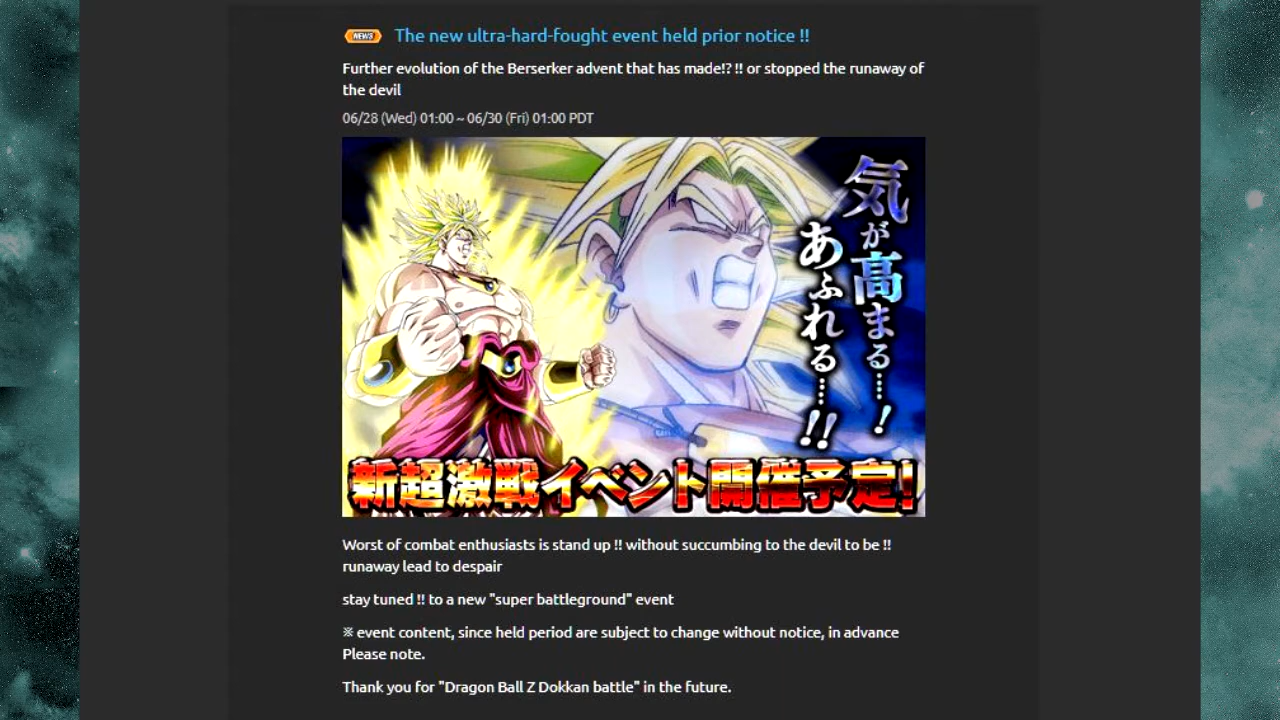 NEWS The new ultra-hard-fought event held prior notice !!
Further evolution of the Berserker advent that has made!? !! or stopped the runaway of
the devil
06/28 (Wed) 01:00 ~ 06/30 (Fri) 01:00 PDT
気が高まる……!
あふれる……!!
新超激戦イベント開催予定!
Worst of combat enthusiasts is stand up !! without succumbing to the devil to be !!
runaway lead to despair
stay tuned !! to a new "super battleground" event
※ event content, since held period are subject to change without notice, in advance
Please note.
Thank you for "Dragon Ball Z Dokkan battle" in the future.